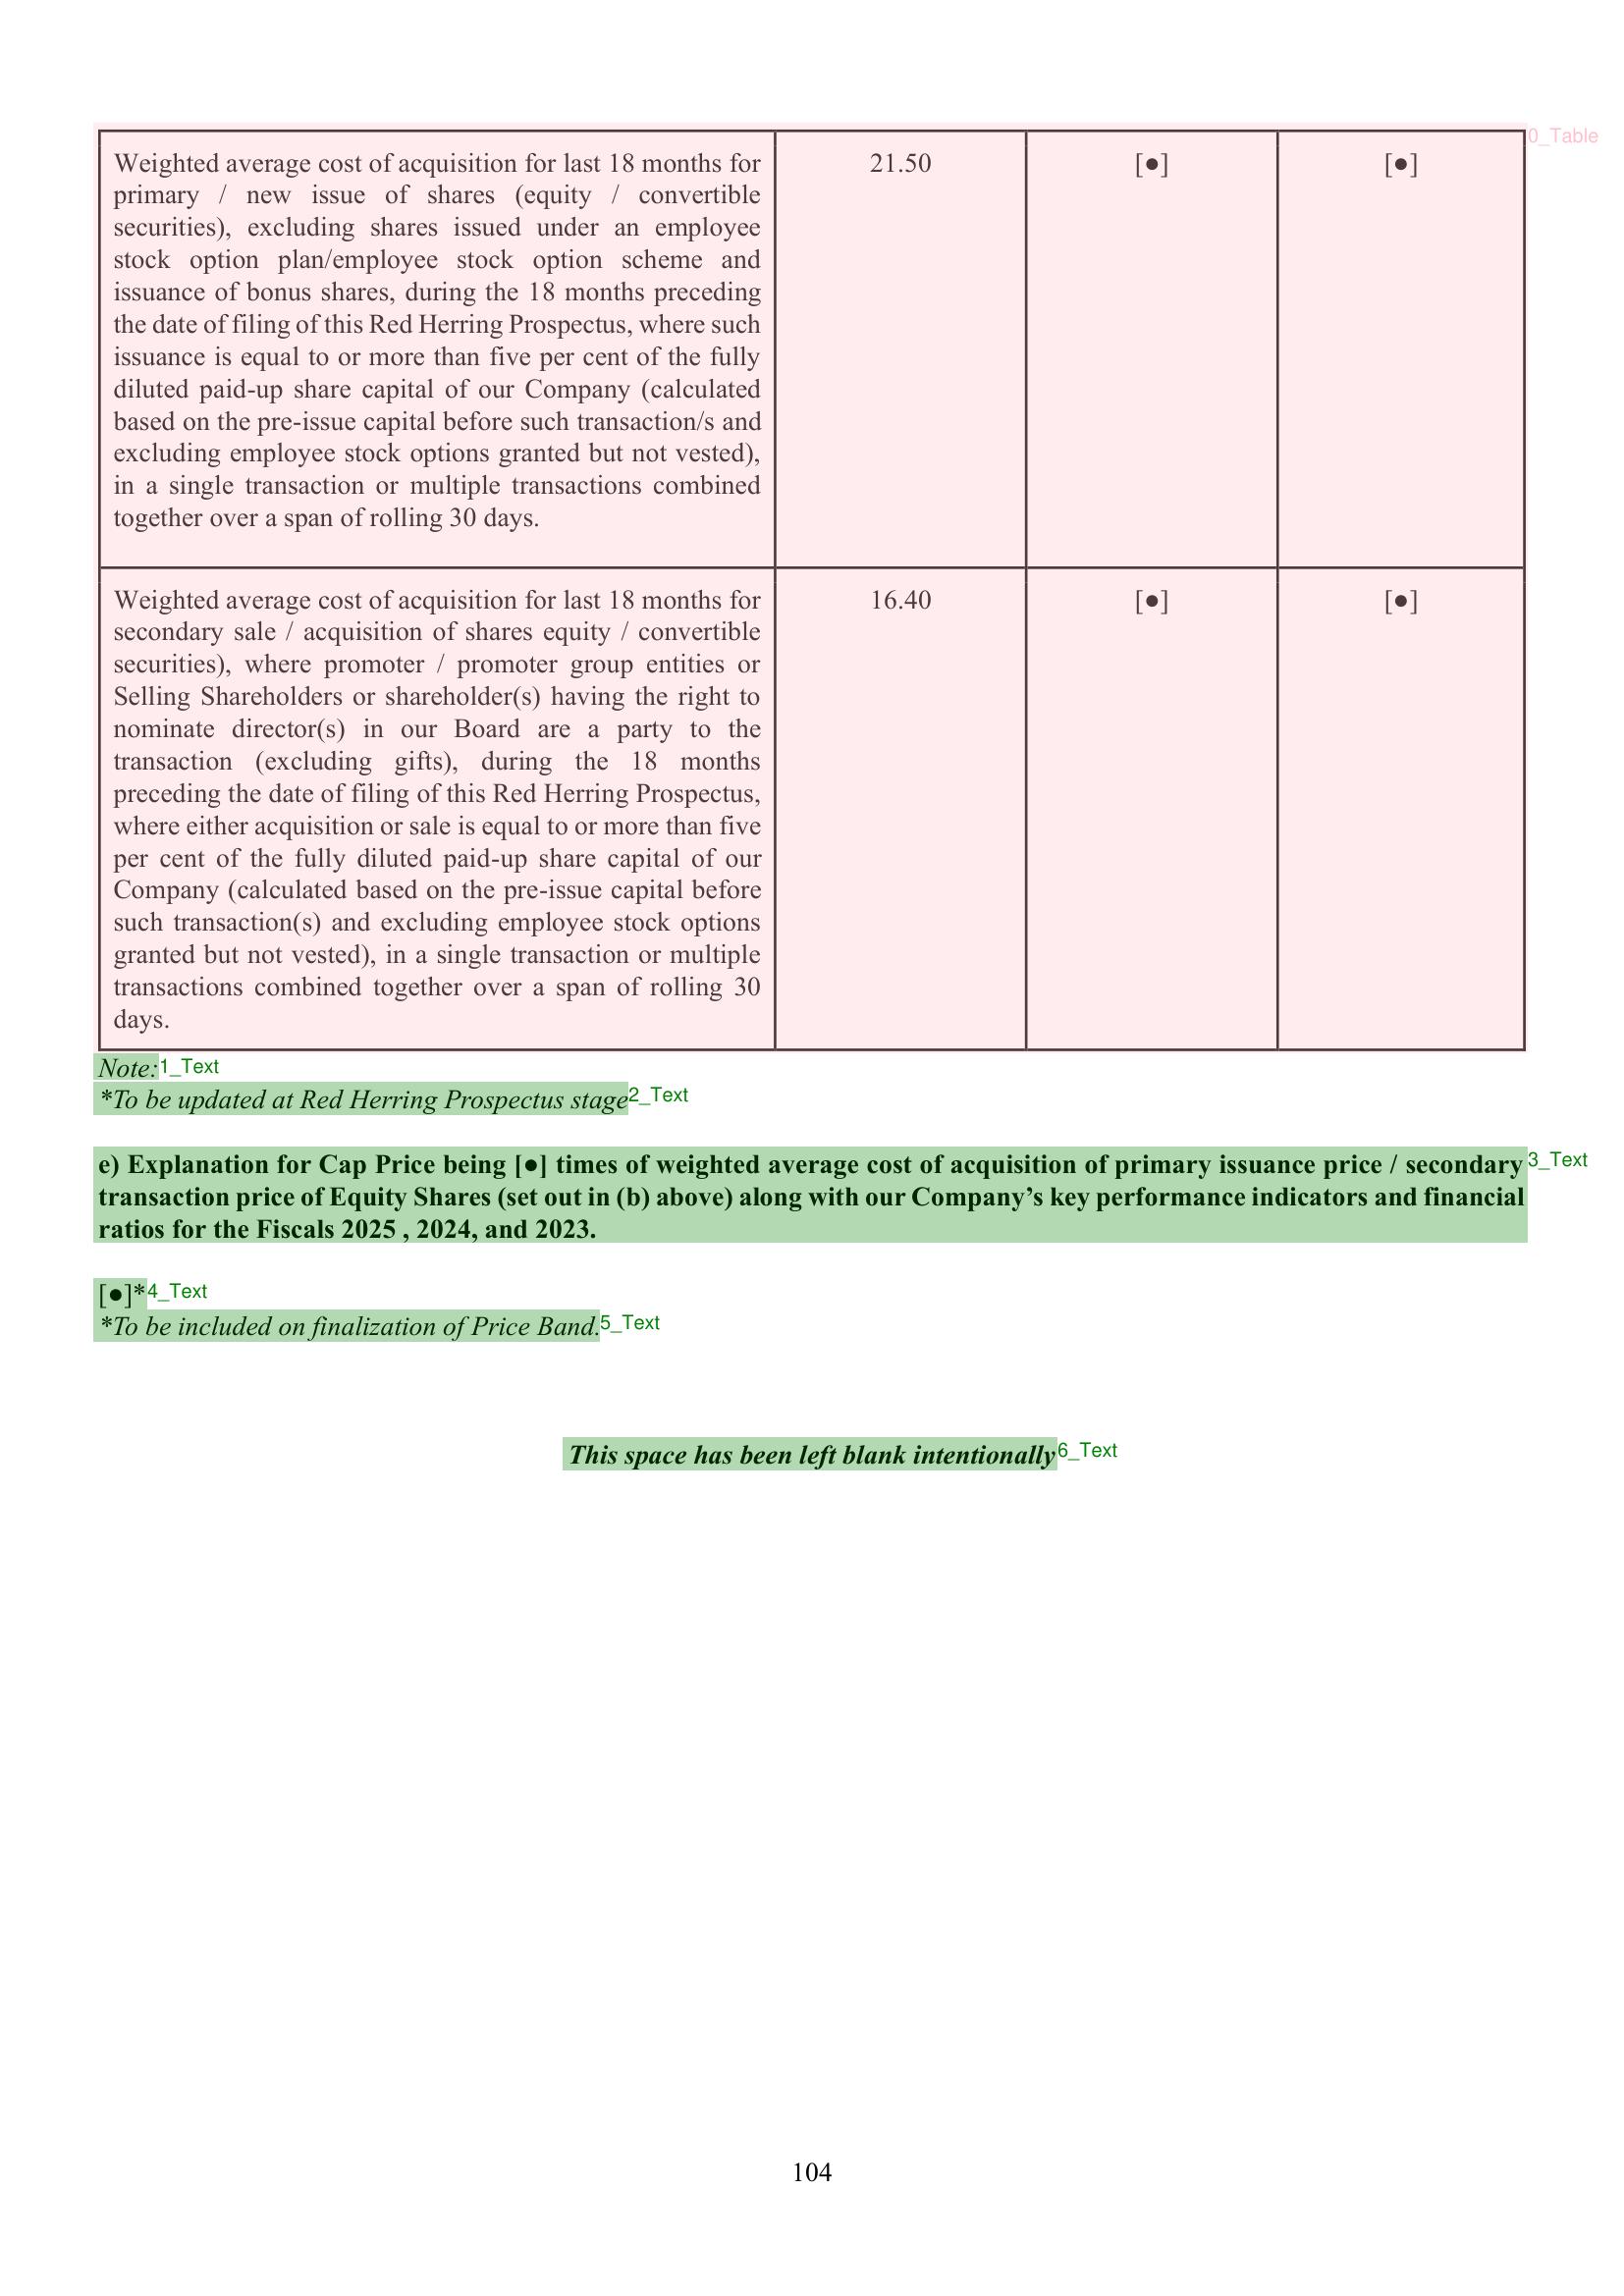 Weighted average cost of acquisition for last 18 months for
primary / new issue of shares (equity / convertible
securities), excluding shares issued under an employee
stock option plan/employee stock option scheme and
issuance of bonus shares, during the 18 months preceding
the date of filing of this Red Herring Prospectus, where such
issuance is equal to or more than five per cent of the fully
diluted paid-up share capital of our Company (calculated
based on the pre-issue capital before such transaction/s and
excluding employee stock options granted but not vested),
in a single transaction or multiple transactions combined
together over a span of rolling 30 days.
21.50
[●]
[●]
0_Table
Weighted average cost of acquisition for last 18 months for
secondary sale / acquisition of shares equity / convertible
securities), where promoter / promoter group entities or
Selling Shareholders or shareholder(s) having the right to
nominate director(s) in our Board are a party to the
transaction (excluding gifts), during the 18 months
preceding the date of filing of this Red Herring Prospectus,
where either acquisition or sale is equal to or more than five
per cent of the fully diluted paid-up share capital of our
Company (calculated based on the pre-issue capital before
such transaction(s) and excluding employee stock options
granted but not vested), in a single transaction or multiple
transactions combined together over a span of rolling 30
days.
16.40
[●]
[●]
Note: 1_Text
*To be updated at Red Herring Prospectus stage 2_Text
e) Explanation for Cap Price being [●] times of weighted average cost of acquisition of primary issuance price / secondary 3_Text
transaction price of Equity Shares (set out in (b) above) along with our Company’s key performance indicators and financial
ratios for the Fiscals 2025 , 2024, and 2023.
[●]* 4_Text
*To be included on finalization of Price Band. 5_Text
This space has been left blank intentionally 6_Text
104